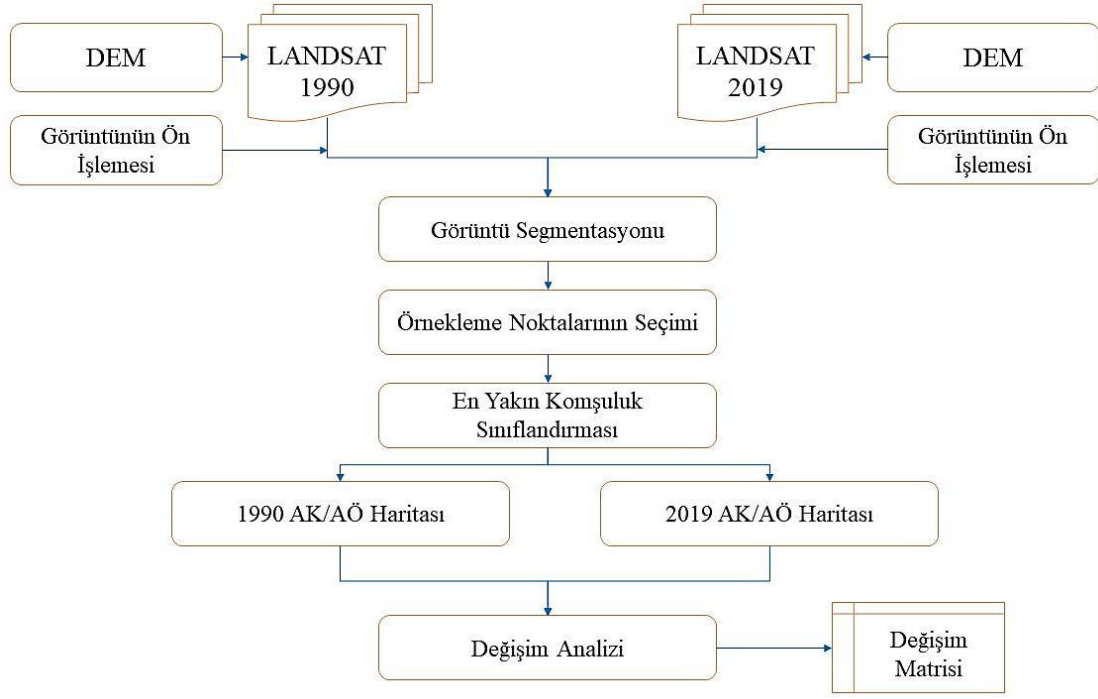 DEM
LANDSAT
1990
LANDSAT
2019
DEM
Görüntünün Ön
İşlemesi
Görüntünün Ön
İşlemesi
Görüntü Segmentasyonu
Örnekleme Noktalarının Seçimi
En Yakın Komşuluk
Sınıflandırması
1990 AK/AÖ Haritası
2019 AK/AÖ Haritası
Değişim Analizi
Değişim
Matrisi